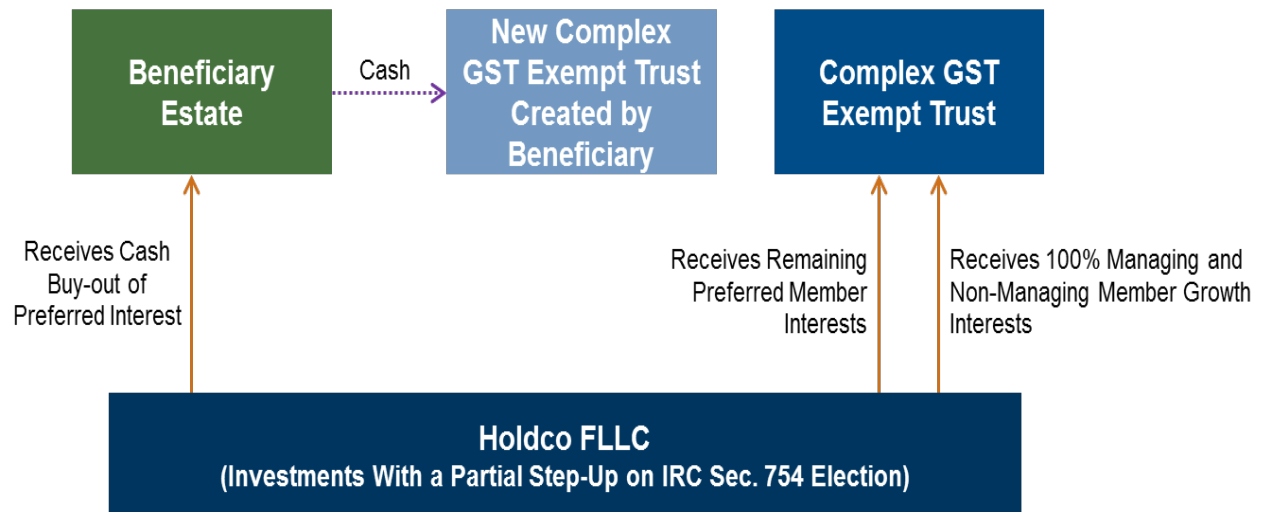 Beneficiary
Estate
Cash
New Complex
GST Exempt Trust
Created by
Beneficiary
Complex GST
Exempt Trust
Receives Cash
Buy-out of
Preferred Interest
Receives Remaining
Preferred Member
Interests
Receives 100% Managing and
Non-Managing Member Growth
Interests
Holdco FLLC
(Investments With a Partial Step-Up on IRC Sec. 754 Election)